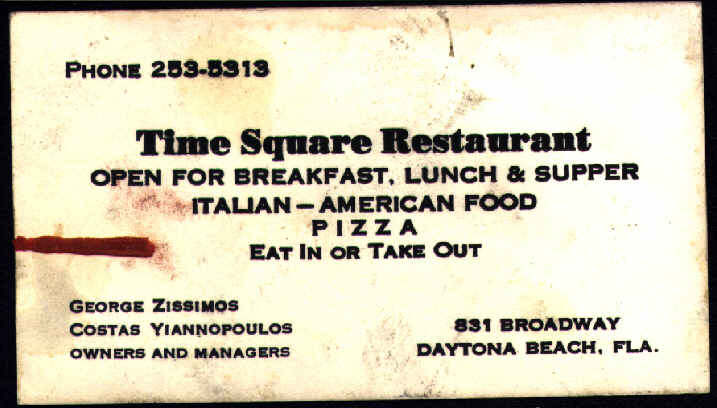 PHONE 253-5313
Time Square Restaurant
OPEN FOR BREAKFAST, LUNCH & SUPPER
ITALIAN – AMERICAN FOOD
PIZZA
EAT IN OR TAKE OUT
GEORGE ZISSIMOS
COSTAS YIANNOPOULOS
OWNERS AND MANAGERS
831 BROADWAY
DAYTONA BEACH, FLA.